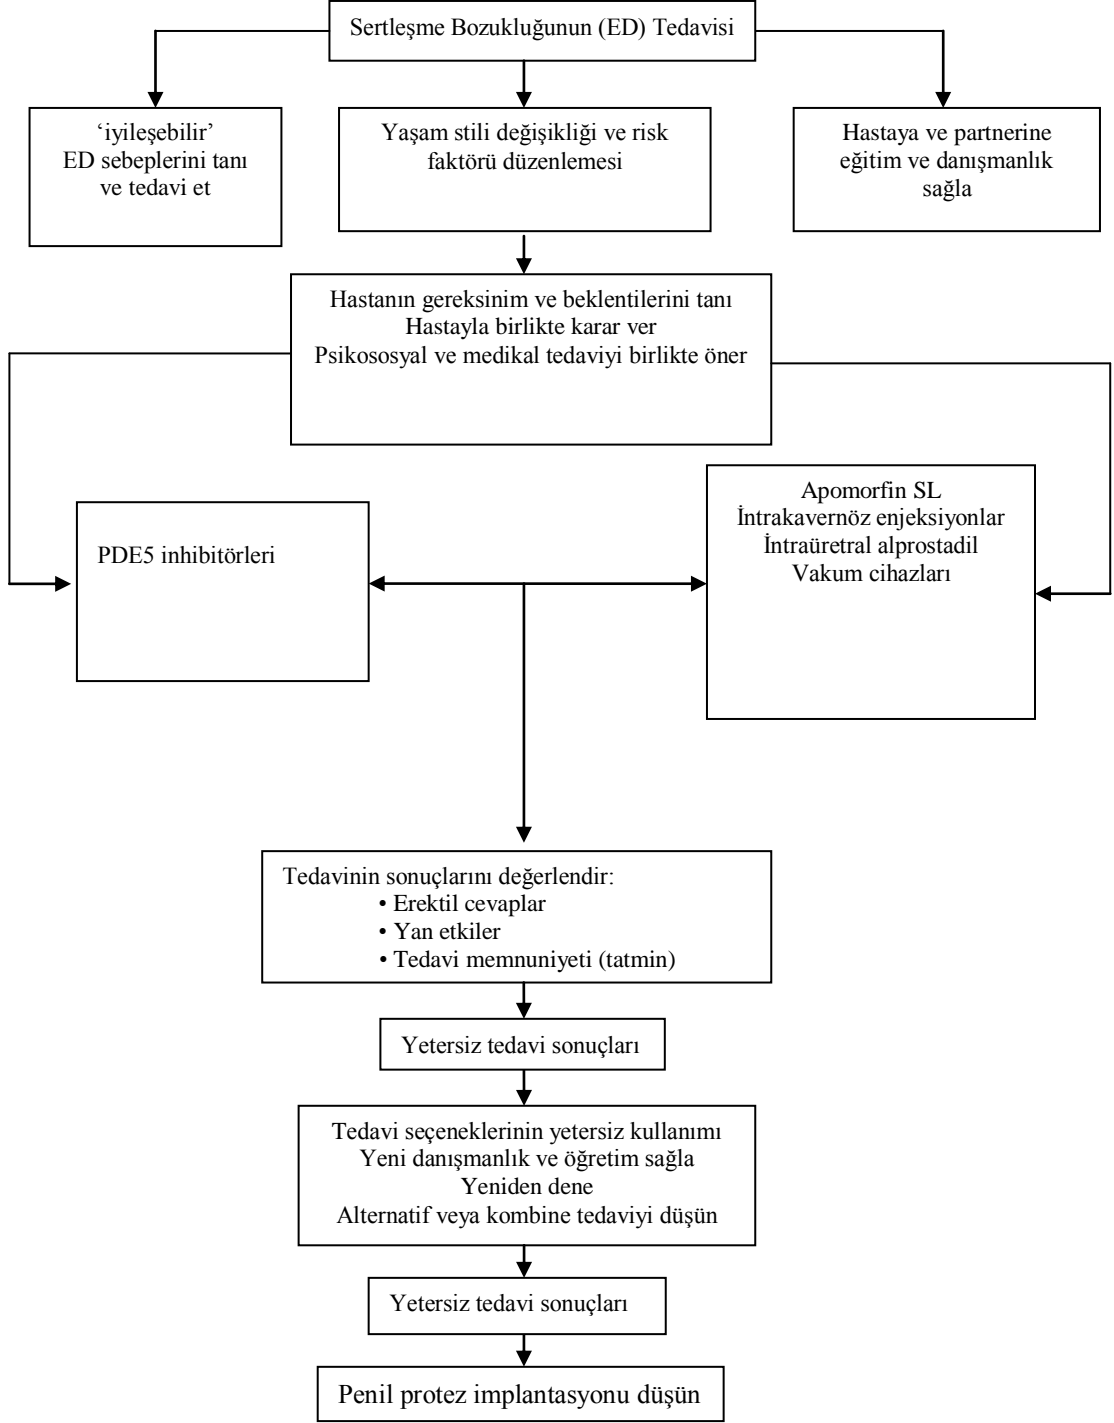 Sertleşme Bozukluğunun (ED) Tedavisi
‘iyileşebilir’
ED sebeplerini tanı
ve tedavi et
Yaşam stili değişikliği ve risk
faktörü düzenlemesi
Hastaya ve partnerine
eğitim ve danışmanlık
sağla
Hastanın gereksinim ve beklentilerini tanı
Hastayla birlikte karar ver
Psikososyal ve medikal tedaviyi birlikte öner
PDE5 inhibitörleri
Apomorfin SL
İntrakavernöz enjeksiyonlar
İntraüretral alprostadil
Vakum cihazları
Tedavinin sonuçlarını değerlendir:
• Erektil cevaplar
• Yan etkiler
• Tedavi memnuniyeti (tatmin)
Yetersiz tedavi sonuçları
Tedavi seçeneklerinin yetersiz kullanımı
Yeni danışmanlık ve öğretim sağla
Yeniden dene
Alternatif veya kombine tedaviyi düşün
Yetersiz tedavi sonuçları
Penil protez implantasyonu düşün